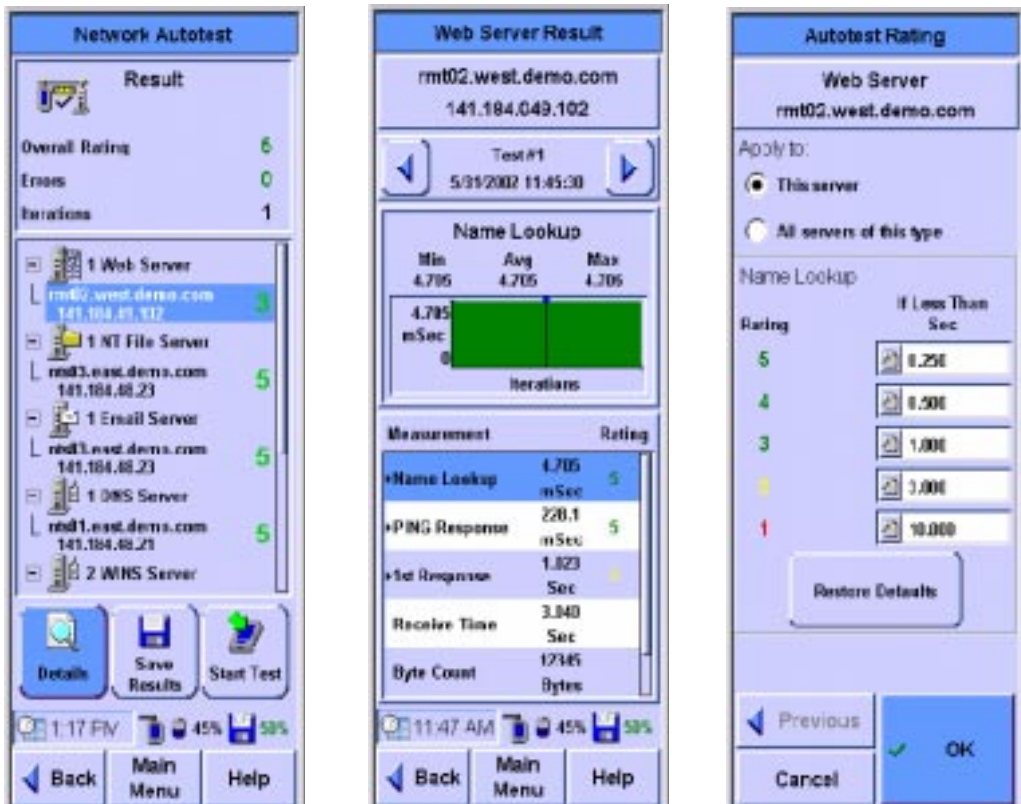 Network Autotest
Result
Overall Rating 6
Errors 0
Iterations 1
1 Web Server
rmt02.west.demo.com 3
1 NT File Server
nts03.east.demo.com 5
141.184.48.23
1 Email Server
nts03.east.demo.com 5
141.184.48.23
1 DNS Server
nts01.east.demo.com 5
141.184.48.21
2 WINS Server
Details
Save Results
Start Test
1:17 PM 45% 50%
Back
Main Menu
Help
Web Server Result
rmt02.west.demo.com
141.184.049.102
Test #1
5/31/2002 11:45:30
Name Lookup
Min Avg Max
4.705 4.705 4.705
4.705
mSec
0
Iterations
Measurement Rating
Name Lookup 4.705 mSec 5
PING Response 228.1 mSec 5
1st Response 1.023 Sec
Receive Time 3.040 Sec
Byte Count 12345 Bytes
11:47 AM 45% 50%
Back
Main Menu
Help
Autotest Rating
Web Server
rmt02.west.demo.com
Apply to:
This server
All servers of this type
Name Lookup
If Less Than
Rating Sec
5 0.250
4 0.500
3 1.000
3.000
1 10.000
Restore Defaults
Previous
Cancel
OK